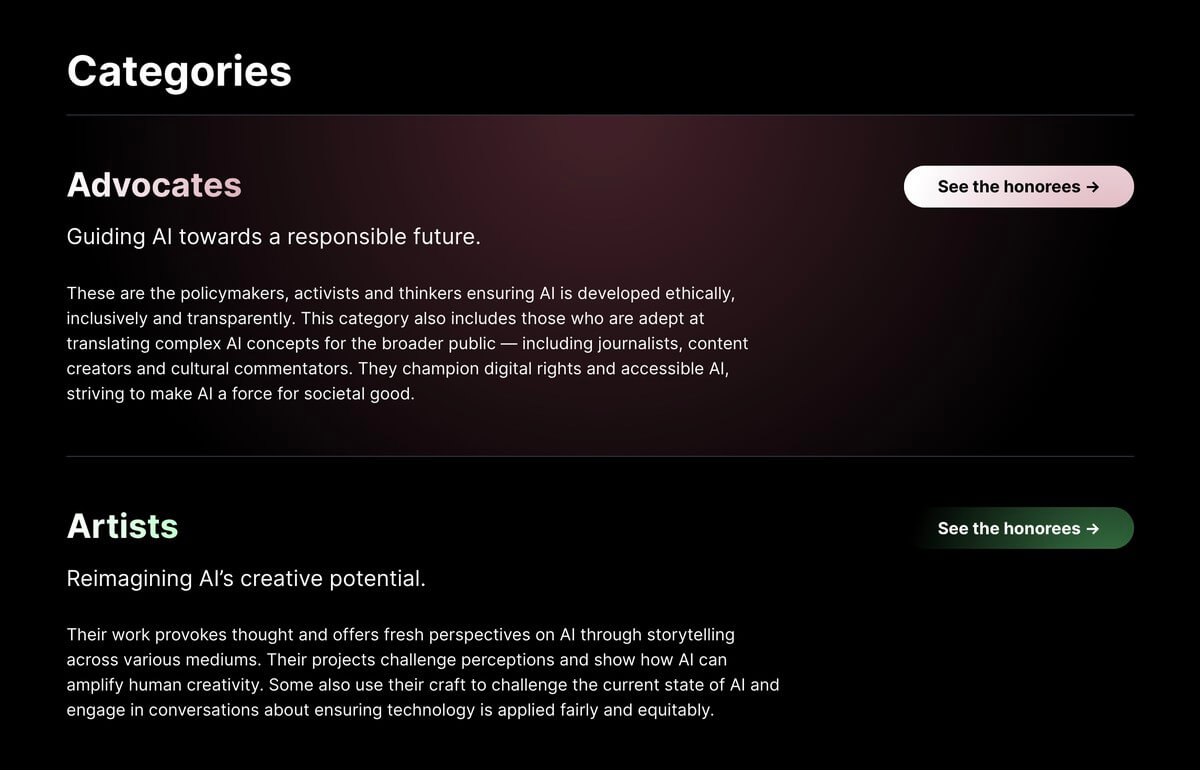 Categories
Advocates
See the honorees →
Guiding AI towards a responsible future.
These are the policymakers, activists and thinkers ensuring AI is developed ethically,
inclusively and transparently. This category also includes those who are adept at
translating complex AI concepts for the broader public — including journalists, content
creators and cultural commentators. They champion digital rights and accessible AI,
striving to make AI a force for societal good.
Artists
See the honorees →
Reimagining AI’s creative potential.
Their work provokes thought and offers fresh perspectives on AI through storytelling
across various mediums. Their projects challenge perceptions and show how AI can
amplify human creativity. Some also use their craft to challenge the current state of AI and
engage in conversations about ensuring technology is applied fairly and equitably.